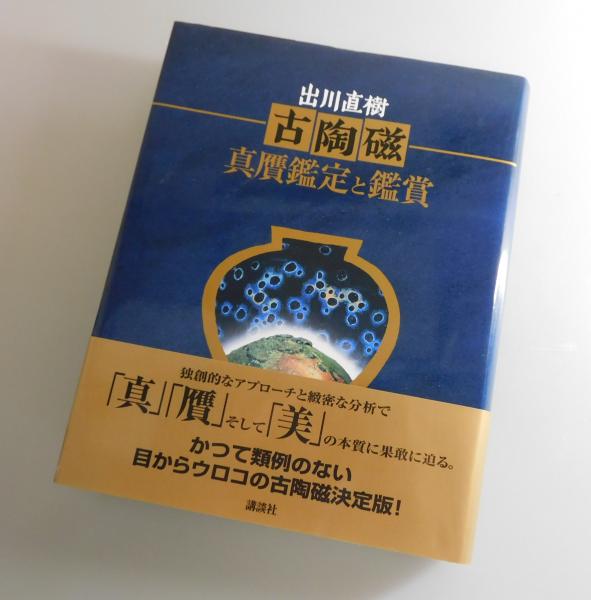 出川直樹
古陶磁
真贋鑑定と鑑賞
独創的なアプローチと緻密な分析で
「真」「贋」そして「美」の本質に果敢に迫る。
かつて類例のない
目からウロコの古陶磁決定版!
講談社